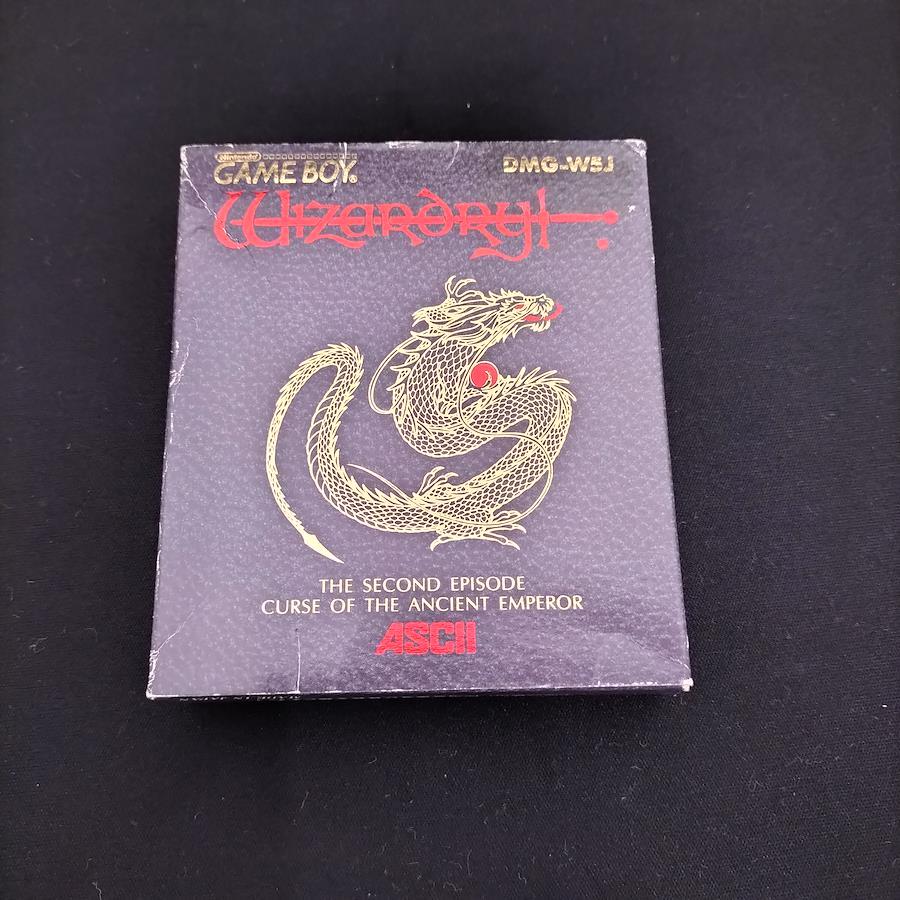 Nintendo
GAME BOY®
DMG-W5J
Wizardry
THE SECOND EPISODE
CURSE OF THE ANCIENT EMPEROR
ASCII